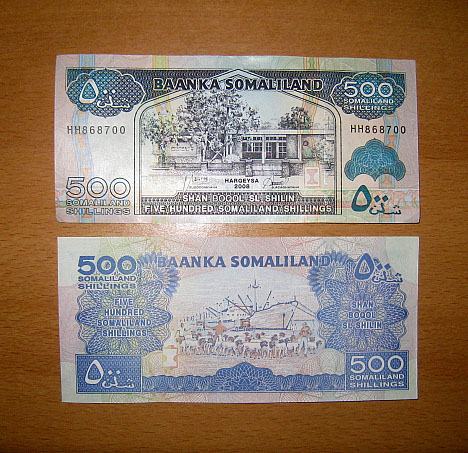 ٥٠٠
شلن
BAANKA SOMALILAND
500
SOMALILAND
SHILLINGS
HH868700
HH868700
HARGEYSA
2008
500
SOMALILAND
SHILLINGS
SHAN BOQOL SL. SHILIN
FIVE HUNDRED SOMALILAND SHILLINGS
٥٠٠
شلن
500
SOMALILAND
SHILLINGS
BAANKA SOMALILAND
٥٠٠
شلن
FIVE
HUNDRED
SOMALILAND
SHILLINGS
SHAN
BOQOL
SL. SHILIN
٥٠٠
شلن
500
SOMALILAND
SHILLINGS